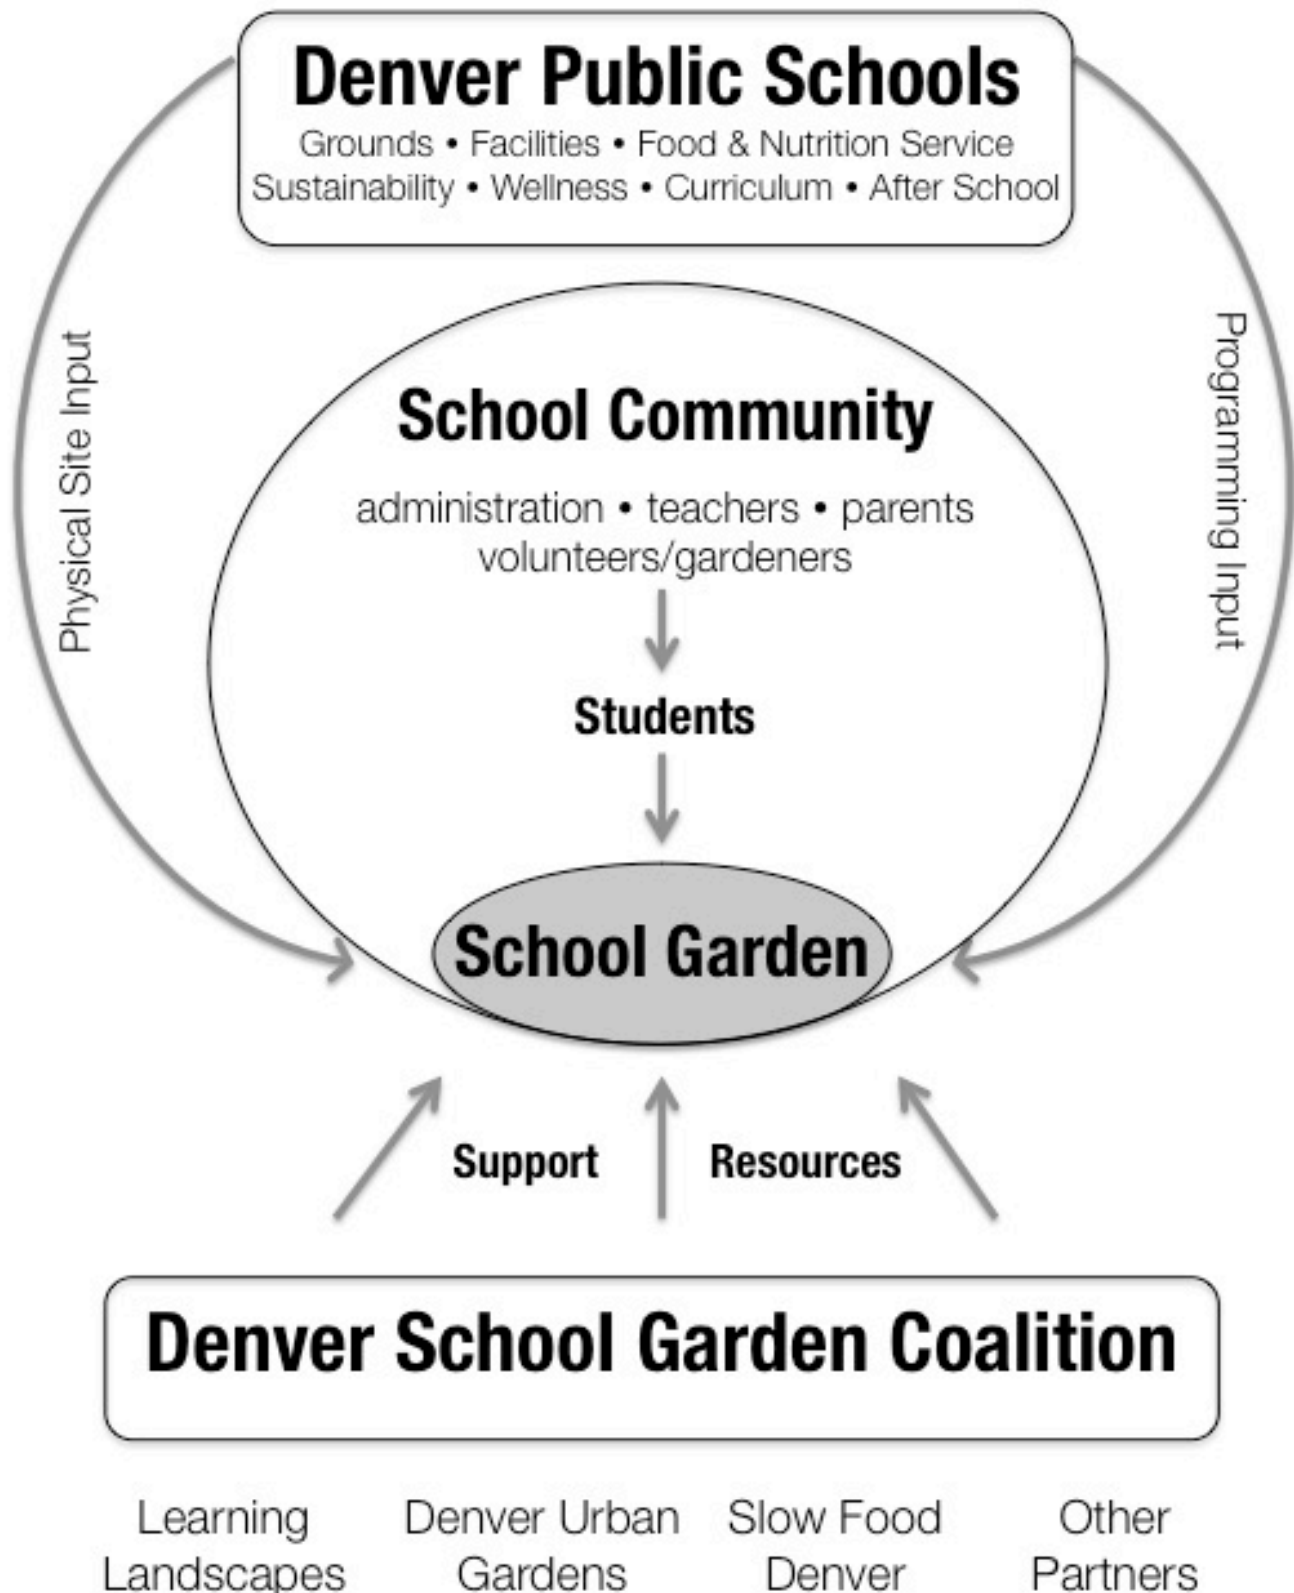 Denver Public Schools
Grounds • Facilities • Food & Nutrition Service
Sustainability • Wellness • Curriculum • After School
Physical Site Input
Programming Input
School Community
administration • teachers • parents
volunteers/gardeners
Students
School Garden
Support
Resources
Denver School Garden Coalition
Learning
Landscapes
Denver Urban
Gardens
Slow Food
Denver
Other
Partners